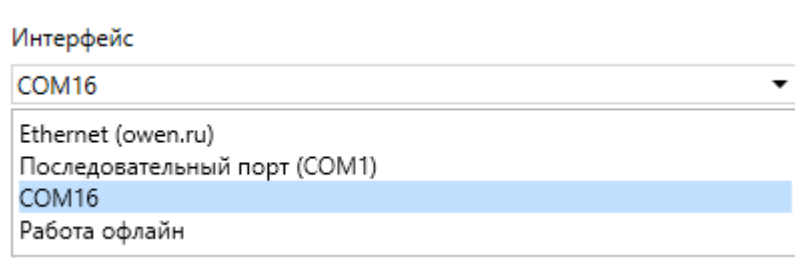 Интерфейс
COM16
Ethernet (owen.ru)
Последовательный порт (COM1)
COM16
Работа офлайн